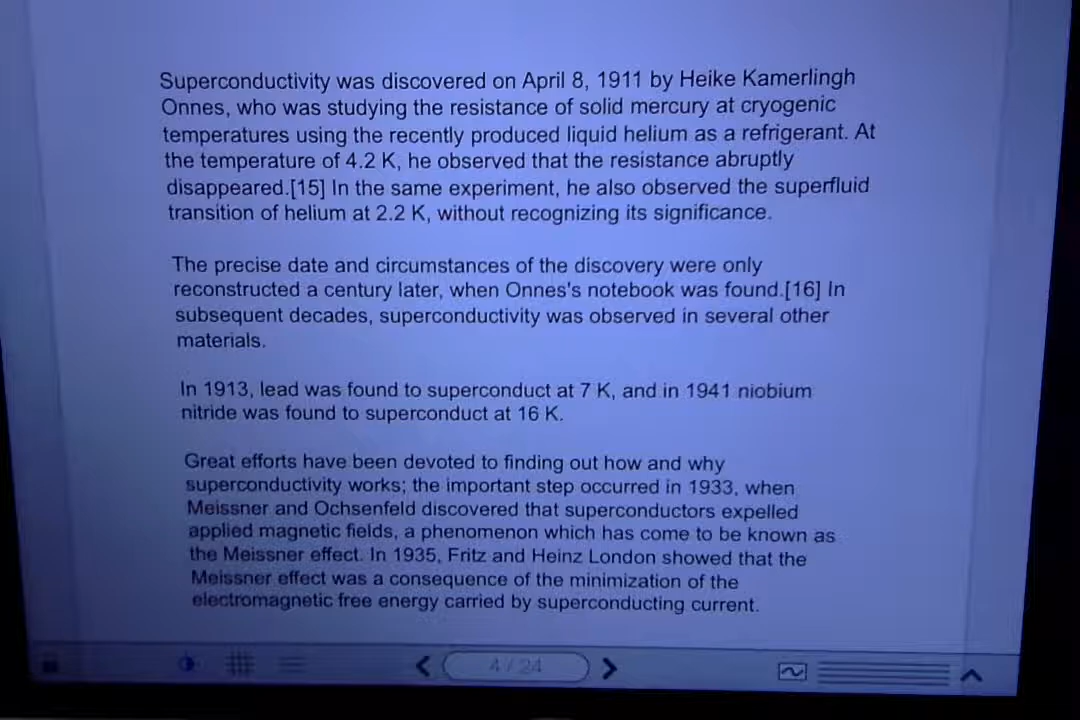 Superconductivity was discovered on April 8, 1911 by Heike Kamerlingh
Onnes, who was studying the resistance of solid mercury at cryogenic
temperatures using the recently produced liquid helium as a refrigerant. At
the temperature of 4.2 K, he observed that the resistance abruptly
disappeared.[15] In the same experiment, he also observed the superfluid
transition of helium at 2.2 K, without recognizing its significance.
The precise date and circumstances of the discovery were only
reconstructed a century later, when Onnes's notebook was found.[16] In
subsequent decades, superconductivity was observed in several other
materials.
In 1913, lead was found to superconduct at 7 K, and in 1941 niobium
nitride was found to superconduct at 16 K.
Great efforts have been devoted to finding out how and why
superconductivity works; the important step occurred in 1933, when
Meissner and Ochsenfeld discovered that superconductors expelled
applied magnetic fields, a phenomenon which has come to be known as
the Meissner effect. In 1935, Fritz and Heinz London showed that the
Meissner effect was a consequence of the minimization of the
electromagnetic free energy carried by superconducting current.
4 / 24